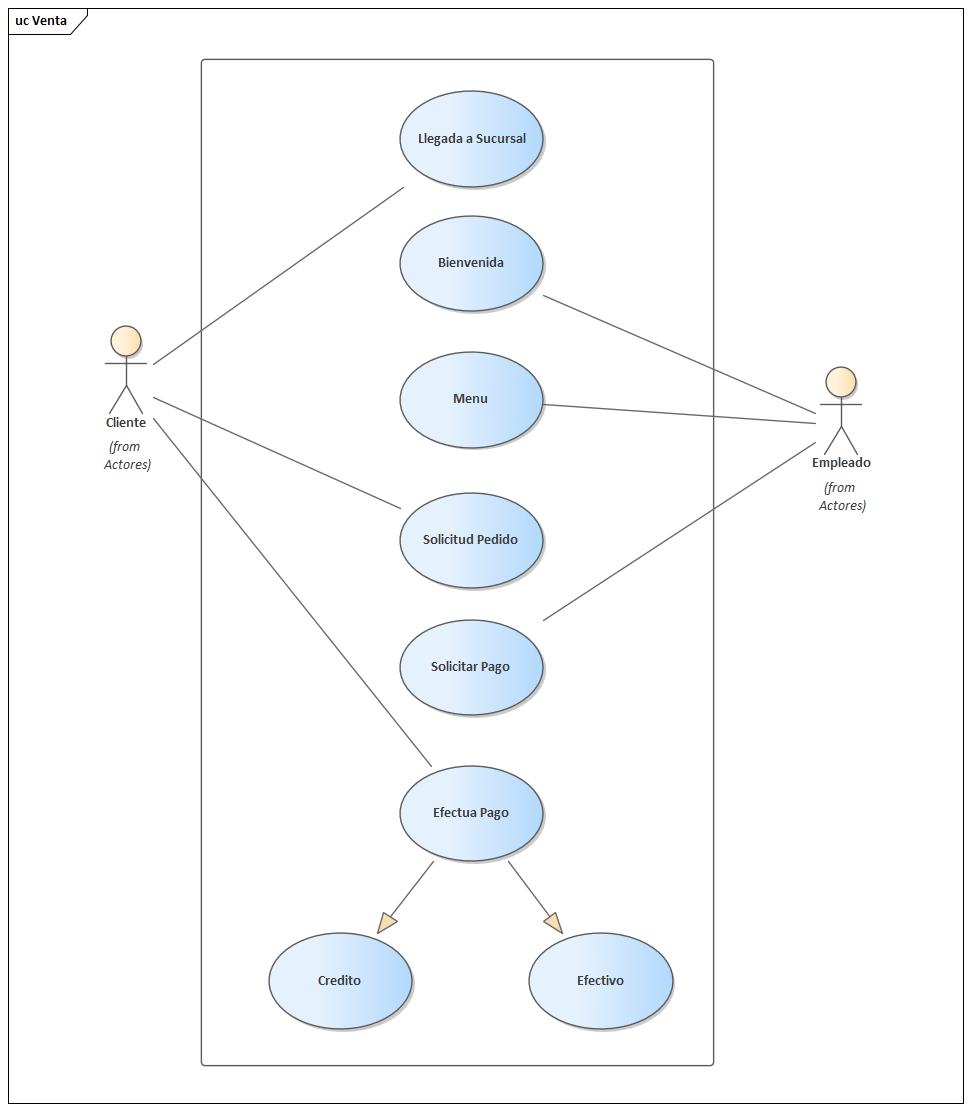 uc Venta
Llegada a Sucursal
Bienvenida
Menu
Cliente
(from
Actores)
Empleado
(from
Actores)
Solicitud Pedido
Solicitar Pago
Efectua Pago
Credito
Efectivo